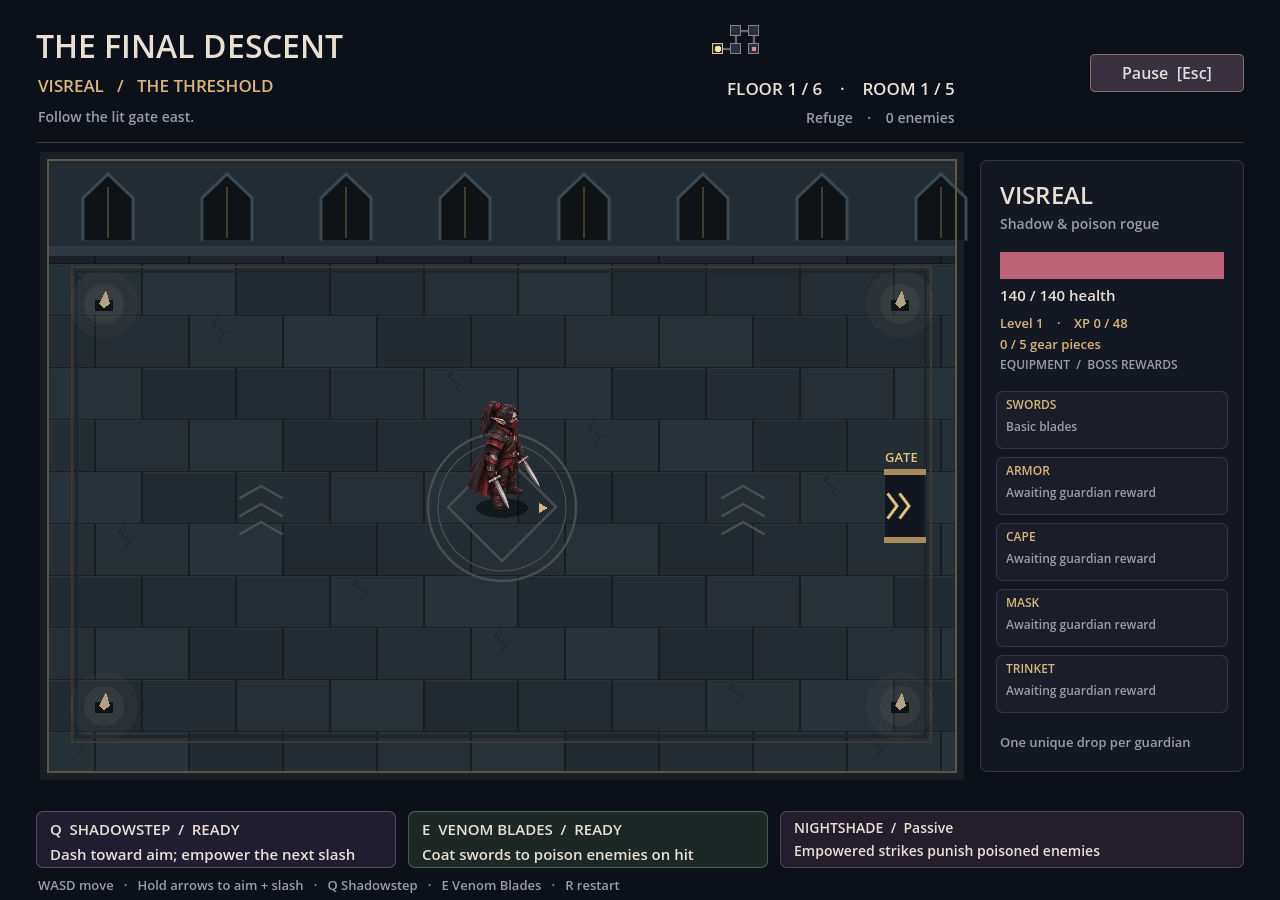 THE FINAL DESCENT
VISREAL / THE THRESHOLD
Follow the lit gate east.
FLOOR 1 / 6 · ROOM 1 / 5
Refuge · 0 enemies
Pause [Esc]
GATE
VISREAL
Shadow & poison rogue
140 / 140 health
Level 1 · XP 0 / 48
0 / 5 gear pieces
EQUIPMENT / BOSS REWARDS
SWORDS
Basic blades
ARMOR
Awaiting guardian reward
CAPE
Awaiting guardian reward
MASK
Awaiting guardian reward
TRINKET
Awaiting guardian reward
One unique drop per guardian
Q SHADOWSTEP / READY
Dash toward aim; empower the next slash
E VENOM BLADES / READY
Coat swords to poison enemies on hit
NIGHTSHADE / Passive
Empowered strikes punish poisoned enemies
WASD move · Hold arrows to aim + slash · Q Shadowstep · E Venom Blades · R restart